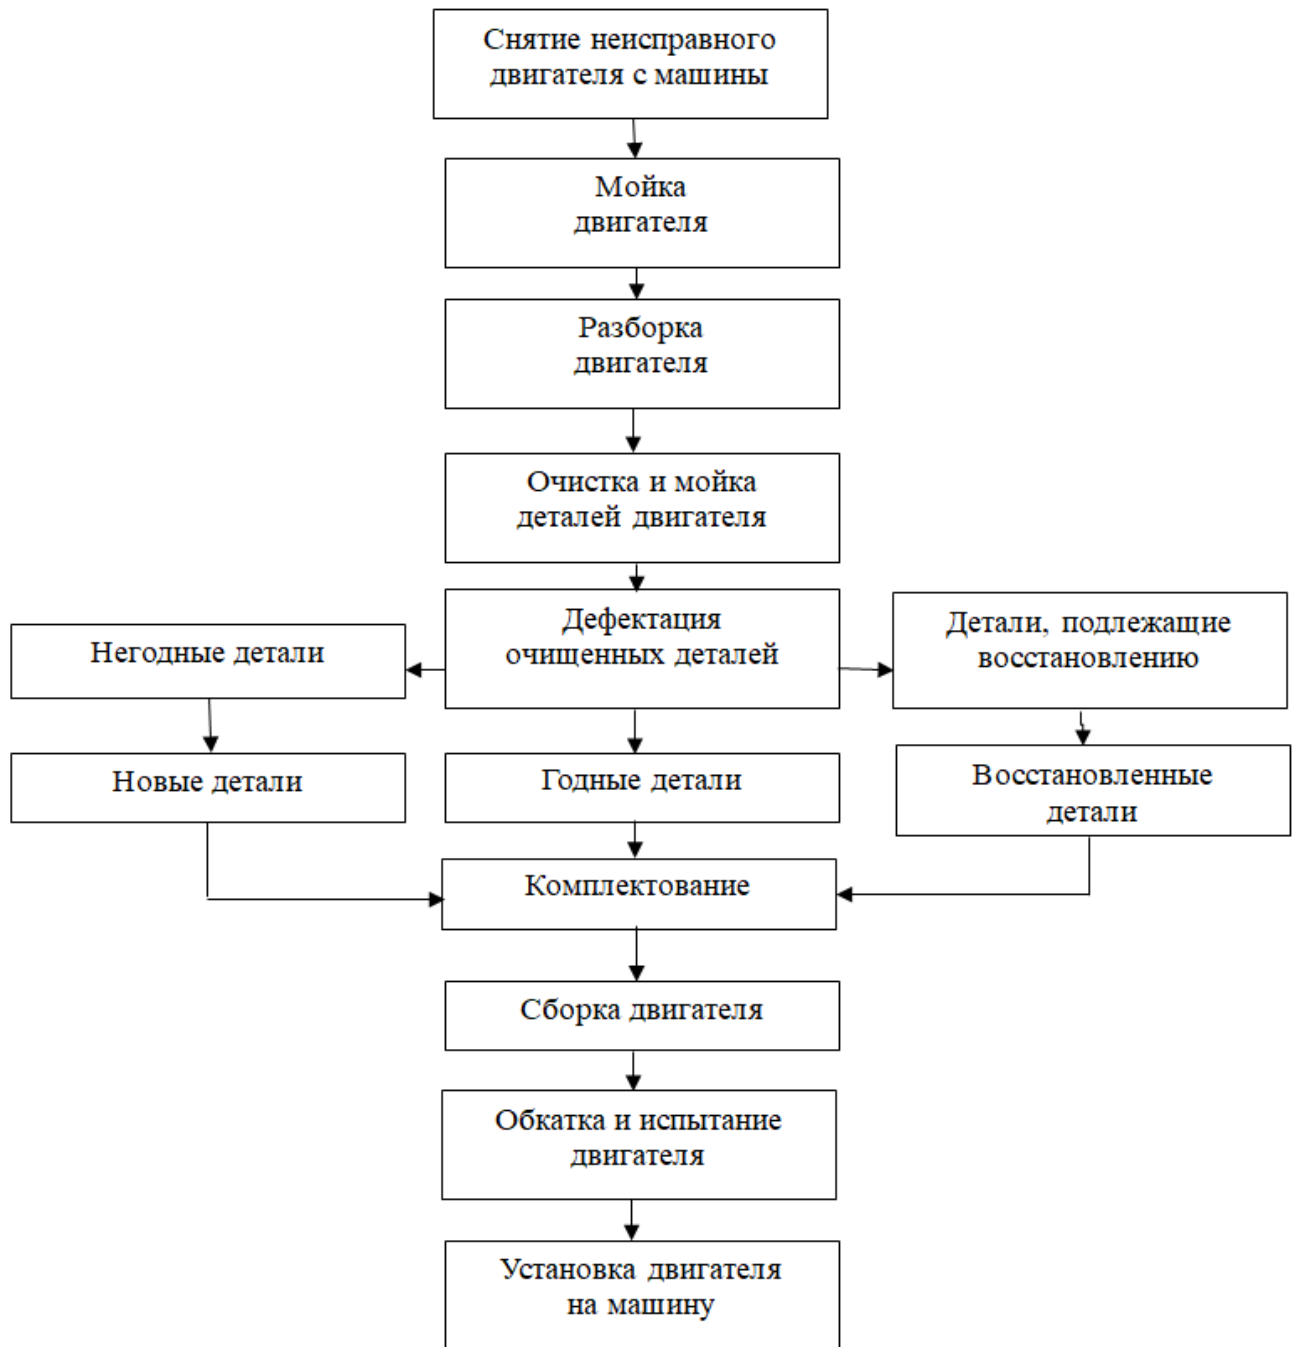 Снятие неисправного
двигателя с машины
Мойка
двигателя
Разборка
двигателя
Очистка и мойка
деталей двигателя
Дефектация
очищенных деталей
Негодные детали
Детали, подлежащие
восстановлению
Новые детали
Годные детали
Восстановленные
детали
Комплектование
Сборка двигателя
Обкатка и испытание
двигателя
Установка двигателя
на машину